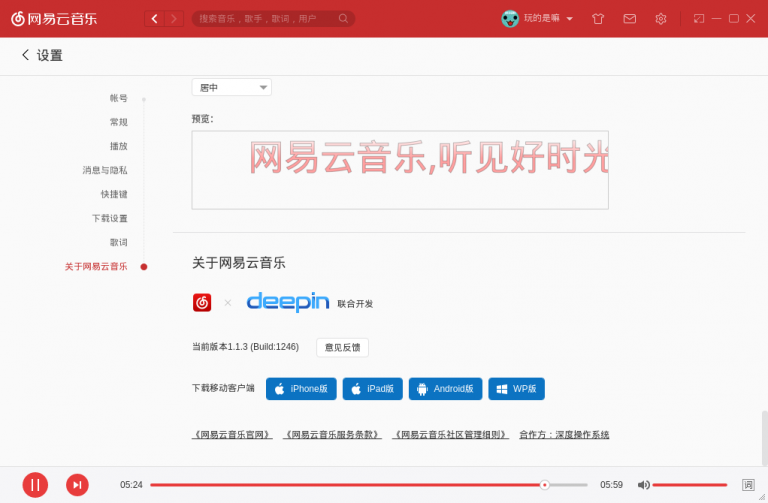 网易云音乐
搜索音乐，歌手，歌词，用户
玩的是嘛
设置
帐号
常规
播放
消息与隐私
快捷键
下载设置
歌词
关于网易云音乐
居中
预览：
网易云音乐,听见好时光
关于网易云音乐
× deepin 联合开发
当前版本1.1.3 (Build:1246) 意见反馈
下载移动客户端 iPhone版 iPad版 Android版 WP版
《网易云音乐官网》 《网易云音乐服务条款》 《网易云音乐社区管理细则》 合作方：深度操作系统
05:24 05:59 词